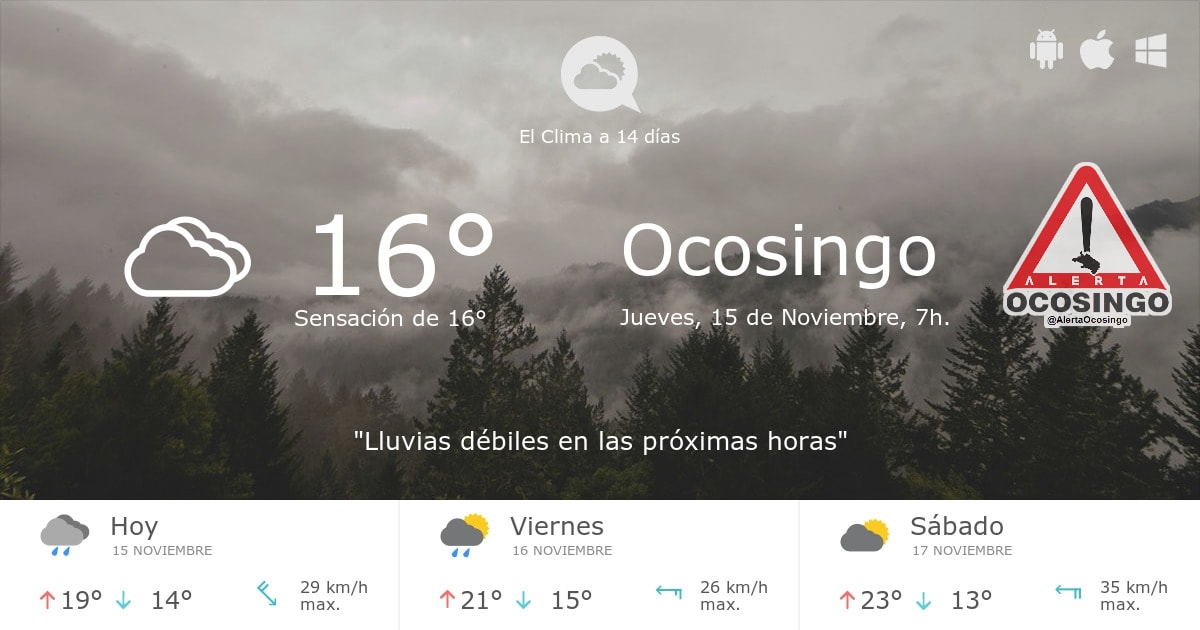 El Clima a 14 días
16°
Sensación de 16°
Ocosingo
Jueves, 15 de Noviembre, 7h.
ALERTA
OCOSINGO
@AlertaOcosingo
"Lluvias débiles en las próximas horas"
Hoy
15 NOVIEMBRE
19° 14°
29 km/h
max.
Viernes
16 NOVIEMBRE
21° 15°
26 km/h
max.
Sábado
17 NOVIEMBRE
23° 13°
35 km/h
max.